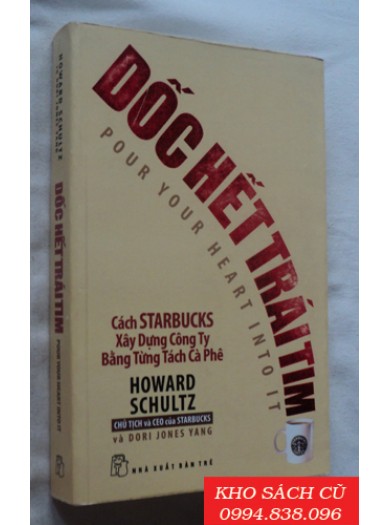 HOWARD SCHULTZ
DỐC HẾT TRÁI TIM
POUR YOUR HEART INTO IT
DỐC HẾT TRÁI TIM
POUR YOUR HEART INTO IT
Cách STARBUCKS
Xây Dựng Công Ty
Bằng Từng Tách Cà Phê
HOWARD
SCHULTZ
CHỦ TỊCH và CEO của STARBUCKS
và DORI JONES YANG
NHÀ XUẤT BẢN TRẺ
KHO SÁCH CỦ
0994.838.096